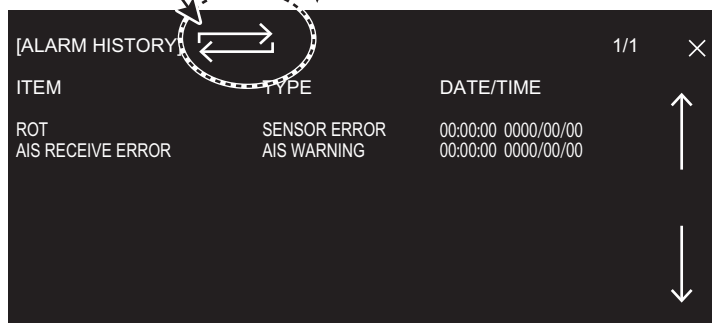 [ALARM HISTORY] 1/1
ITEM TYPE DATE/TIME
ROT SENSOR ERROR 00:00:00 0000/00/00
AIS RECEIVE ERROR AIS WARNING 00:00:00 0000/00/00